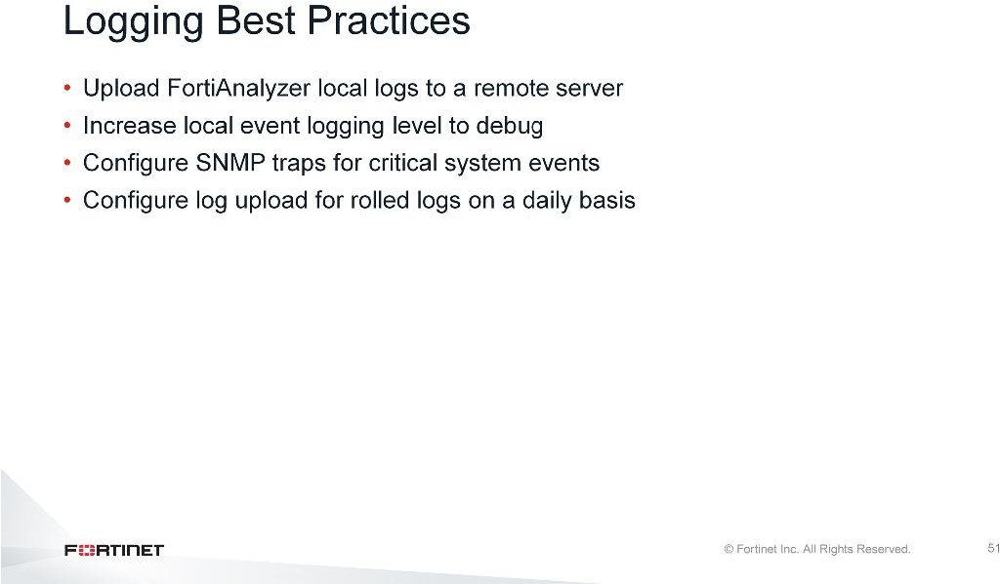 Logging Best Practices
• Upload FortiAnalyzer local logs to a remote server
• Increase local event logging level to debug
• Configure SNMP traps for critical system events
• Configure log upload for rolled logs on a daily basis
FORTINET
© Fortinet Inc. All Rights Reserved.
51